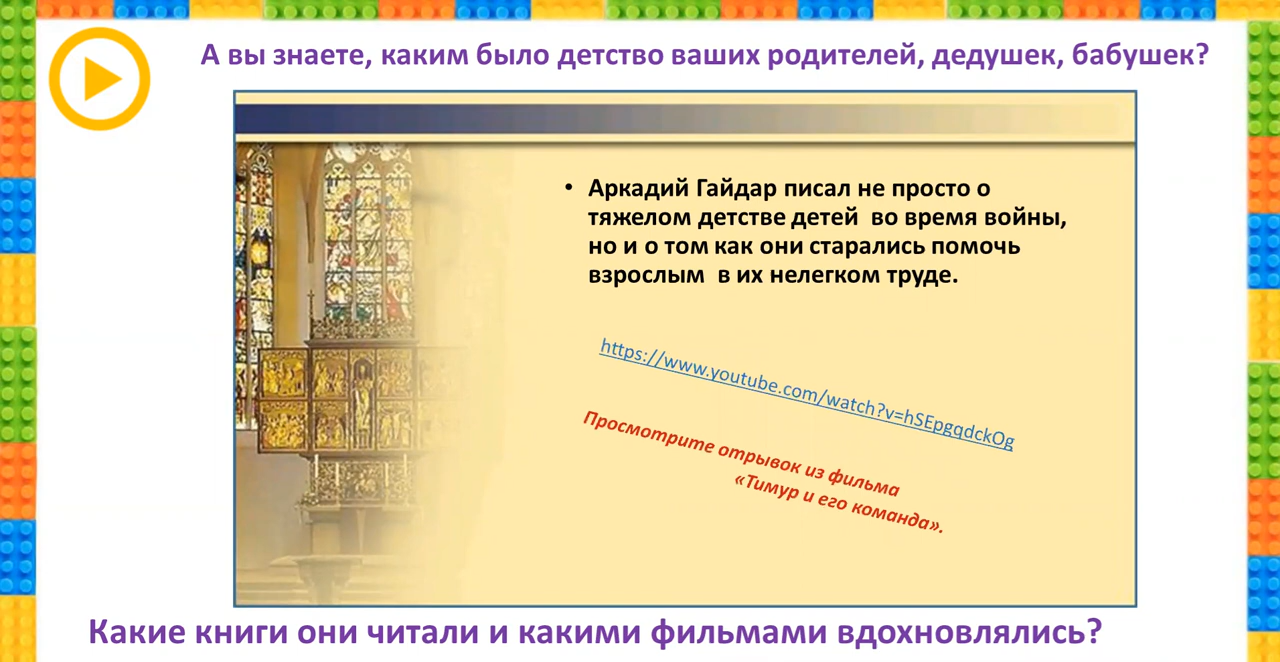 А вы знаете, каким было детство ваших родителей, дедушек, бабушек?
• Аркадий Гайдар писал не просто о
тяжелом детстве детей во время войны,
но и о том как они старались помочь
взрослым в их нелегком труде.
https://www.youtube.com/watch?v=hSEpgqdckOg
Просмотрите отрывок из фильма
«Тимур и его команда».
Какие книги они читали и какими фильмами вдохновлялись?